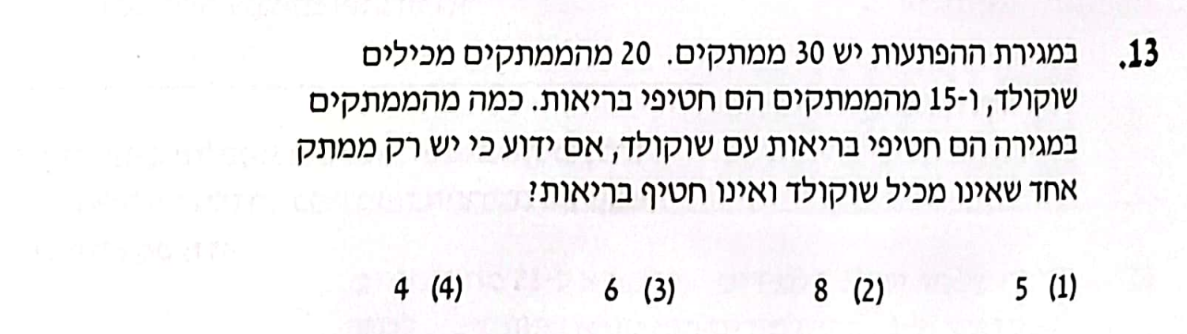 13. במגירת ההפתעות יש 30 ממתקים. 20 מהממתקים מכילים
שוקולד, ו-15 מהממתקים הם חטיפי בריאות. כמה מהממתקים
במגירה הם חטיפי בריאות עם שוקולד, אם ידוע כי יש רק ממתק
אחד שאינו מכיל שוקולד ואינו חטיף בריאות?
(1) 5 (2) 8 (3) 6 (4) 4